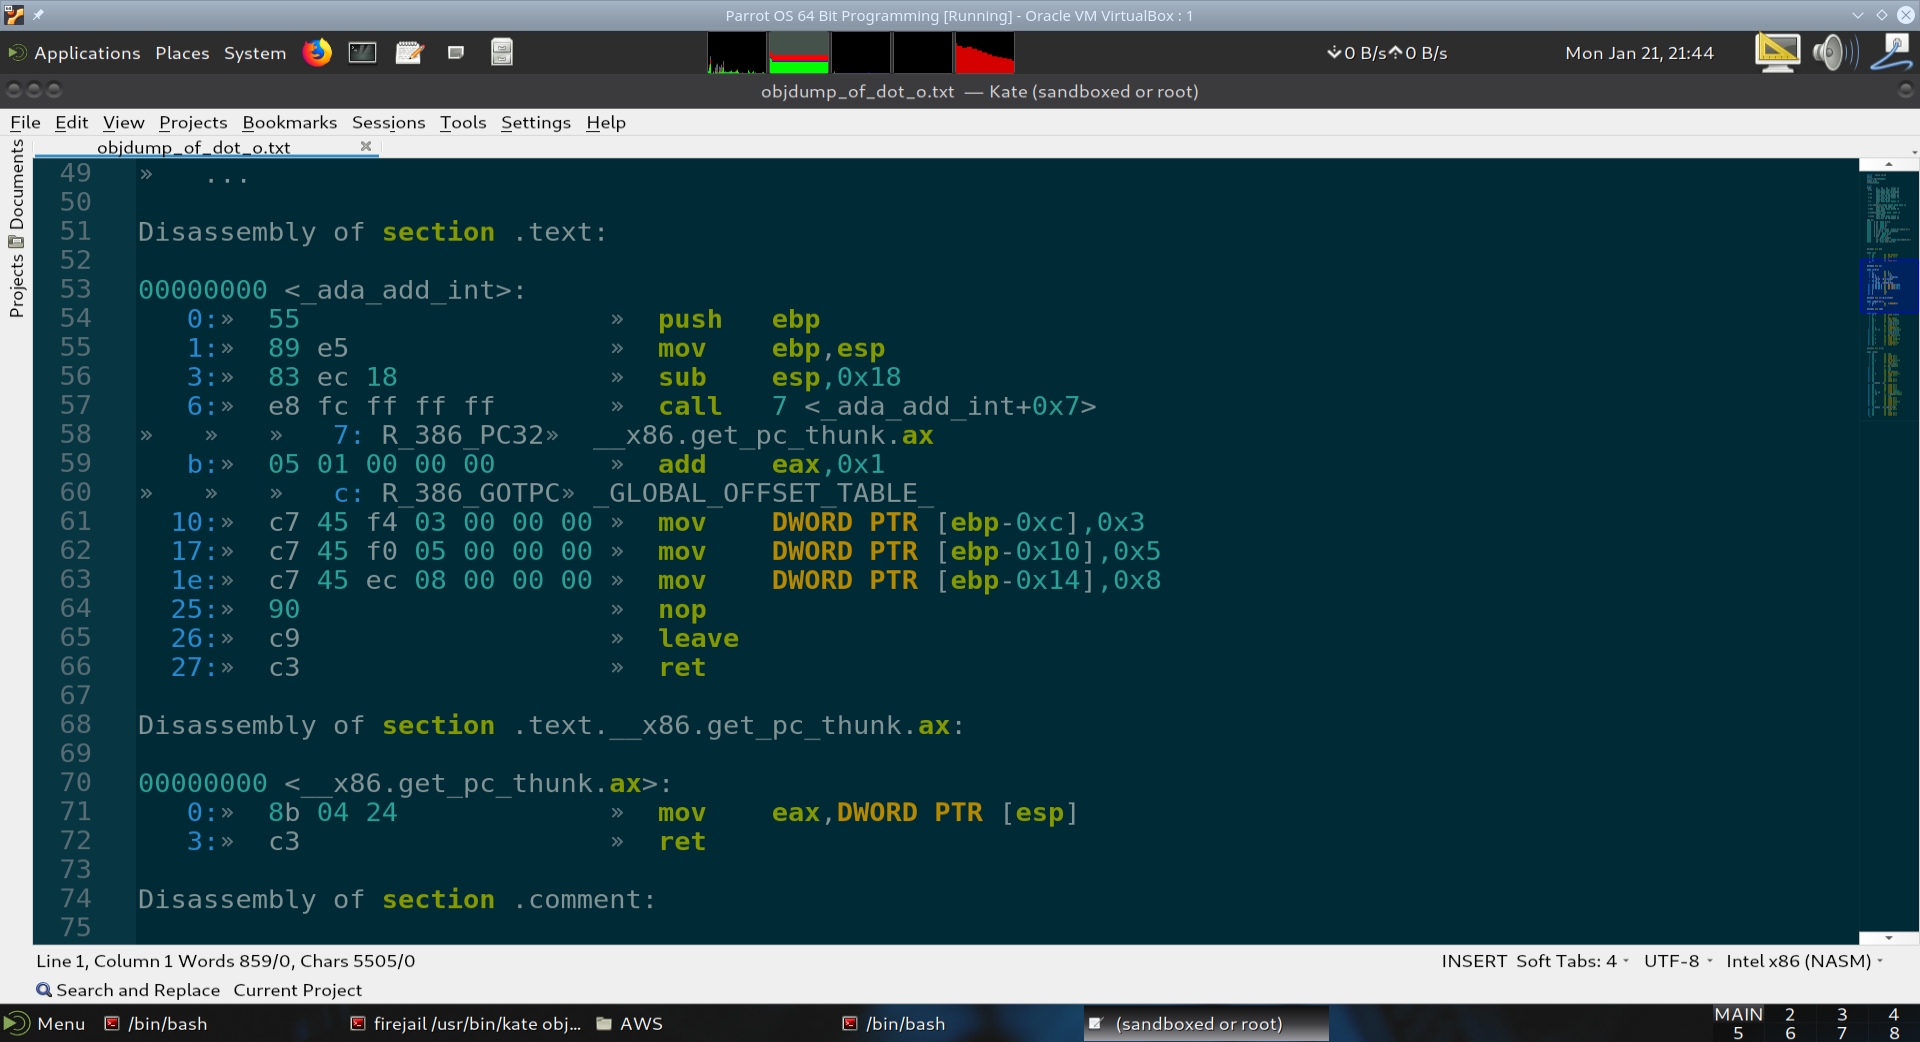 Parrot OS 64 Bit Programming [Running] - Oracle VM VirtualBox : 1
Applications Places System 0 B/s 0 B/s Mon Jan 21, 21:44
objdump_of_dot_o.txt — Kate (sandboxed or root)
File Edit View Projects Bookmarks Sessions Tools Settings Help
objdump_of_dot_o.txt
Documents
Projects
49 » ...
50
51 Disassembly of section .text:
52
53 00000000 <_ada_add_int>:
54 0:» 55 » push ebp
55 1:» 89 e5 » mov ebp,esp
56 3:» 83 ec 18 » sub esp,0x18
57 6:» e8 fc ff ff ff » call 7 <_ada_add_int+0x7>
58 » » » 7: R_386_PC32» __x86.get_pc_thunk.ax
59 b:» 05 01 00 00 00 » add eax,0x1
60 » » » c: R_386_GOTPC» _GLOBAL_OFFSET_TABLE_
61 10:» c7 45 f4 03 00 00 00 » mov DWORD PTR [ebp-0xc],0x3
62 17:» c7 45 f0 05 00 00 00 » mov DWORD PTR [ebp-0x10],0x5
63 1e:» c7 45 ec 08 00 00 00 » mov DWORD PTR [ebp-0x14],0x8
64 25:» 90 » nop
65 26:» c9 » leave
66 27:» c3 » ret
67
68 Disassembly of section .text.__x86.get_pc_thunk.ax:
69
70 00000000 <__x86.get_pc_thunk.ax>:
71 0:» 8b 04 24 » mov eax,DWORD PTR [esp]
72 3:» c3 » ret
73
74 Disassembly of section .comment:
75
Line 1, Column 1 Words 859/0, Chars 5505/0 INSERT Soft Tabs: 4 UTF-8 Intel x86 (NASM)
Search and Replace Current Project
Menu /bin/bash firejail /usr/bin/kate obj... AWS /bin/bash (sandboxed or root)
MAIN 2 3 4
5 6 7 8